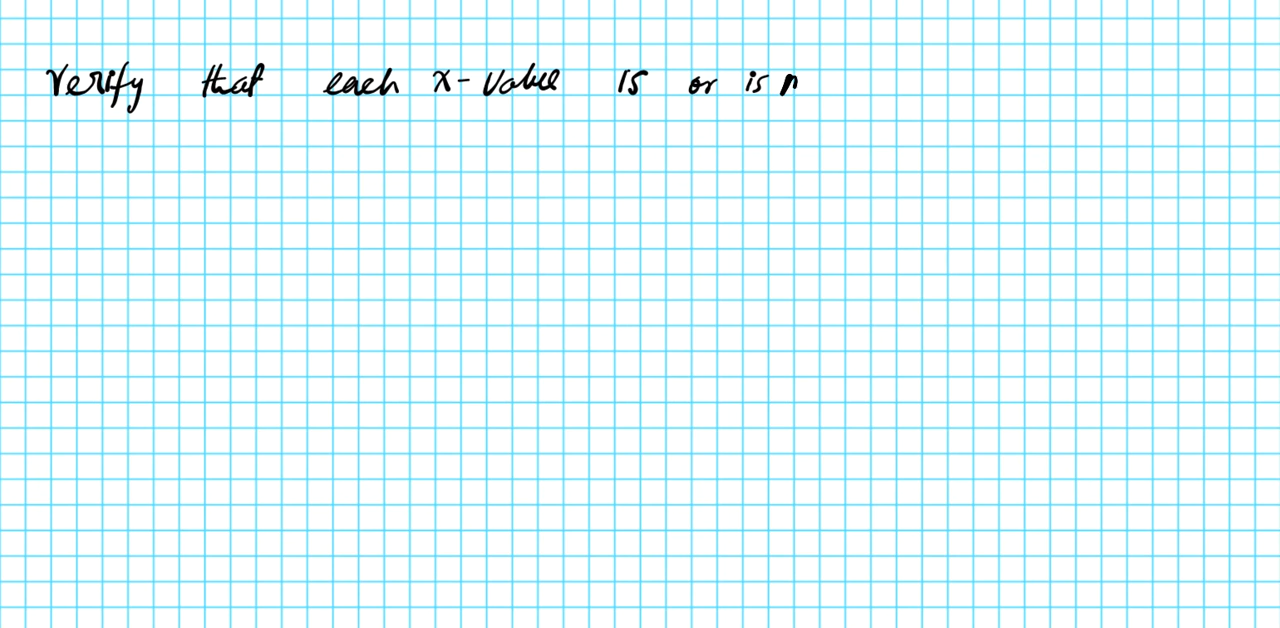 Verify that each x-value is or is n